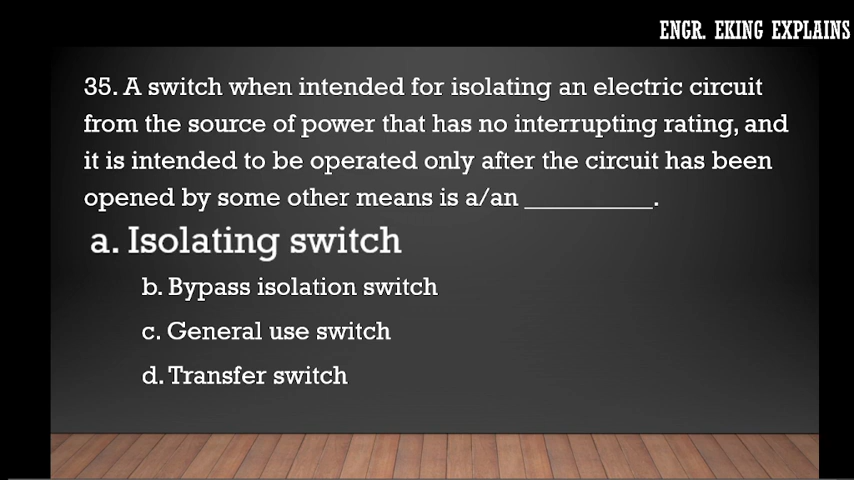 ENGR. EKING EXPLAINS
35. A switch when intended for isolating an electric circuit
from the source of power that has no interrupting rating, and
it is intended to be operated only after the circuit has been
opened by some other means is a/an __________.
a. Isolating switch
b. Bypass isolation switch
c. General use switch
d. Transfer switch